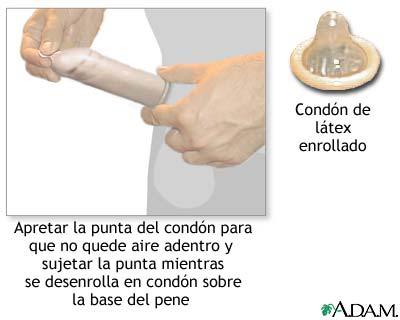 Condón de
látex
enrollado
Apretar la punta del condón para
que no quede aire adentro y
sujetar la punta mientras
se desenrolla en condón sobre
la base del pene
A.D.A.M.